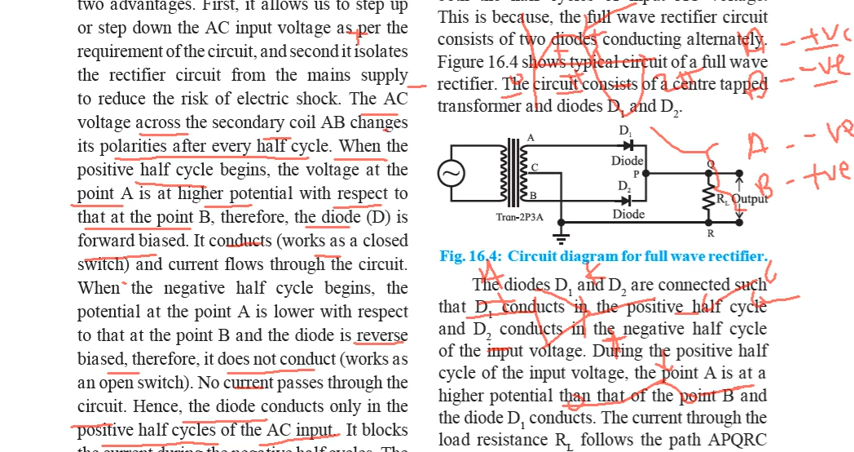 two advantages. First, it allows us to step up
or step down the AC input voltage as per the
requirement of the circuit, and second it isolates
the rectifier circuit from the mains supply
to reduce the risk of electric shock. The AC
voltage across the secondary coil AB changes
its polarities after every half cycle. When the
positive half cycle begins, the voltage at the
point A is at higher potential with respect to
that at the point B, therefore, the diode (D) is
forward biased. It conducts (works as a closed
switch) and current flows through the circuit.
When the negative half cycle begins, the
potential at the point A is lower with respect
to that at the point B and the diode is reverse
biased, therefore, it does not conduct (works as
an open switch). No current passes through the
circuit. Hence, the diode conducts only in the
positive half cycles of the AC input. It blocks
the current during the negative half cycles. The
This is because, the full wave rectifier circuit
consists of two diodes conducting alternately.
Figure 16.4 shows typical circuit of a full wave
rectifier. The circuit consists of a centre tapped
transformer and diodes D1 and D2.
A - +ve
B - -ve
A - -ve
B - +ve
A
C
B
Tran-2P3A
D1
Diode
P
D2
Diode
Q
RL
Output
R
Fig. 16.4: Circuit diagram for full wave rectifier.
The diodes D1 and D2 are connected such
that D1 conducts in the positive half cycle
and D2 conducts in the negative half cycle
of the input voltage. During the positive half
cycle of the input voltage, the point A is at a
higher potential than that of the point B and
the diode D1 conducts. The current through the
load resistance RL follows the path APQRC